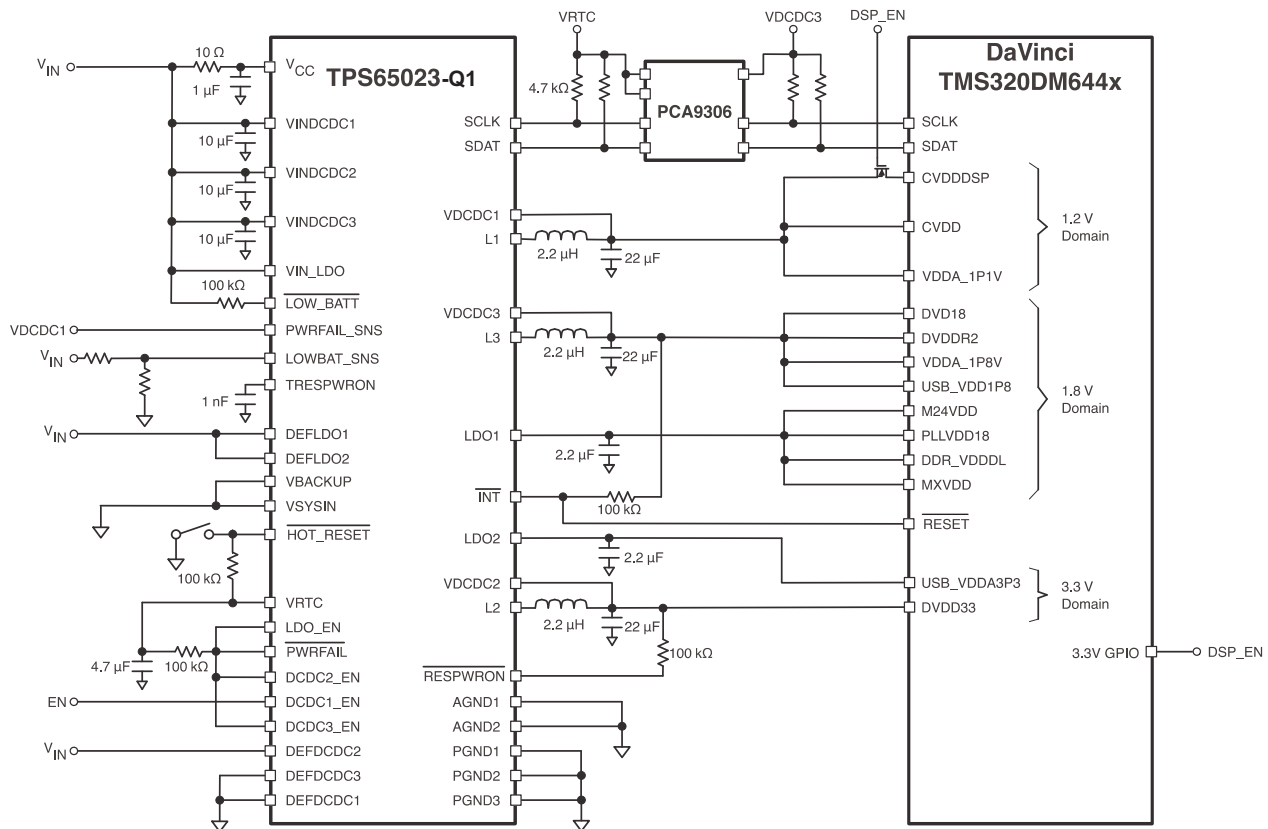 VRTC
VDCDC3
DSP_EN
VIN
10 Ω
1 µF
VCC
TPS65023-Q1
4.7 kΩ
PCA9306
DaVinci
TMS320DM644x
10 µF
VINDCDC1
SCLK
SCLK
SDAT
SDAT
10 µF
VINDCDC2
CVDDDSP
10 µF
VINDCDC3
VDCDC1
L1
2.2 µH
22 µF
CVDD
1.2 V
Domain
VIN_LDO
VDDA_1P1V
100 kΩ
LOW_BATT
VDCDC1
PWRFAIL_SNS
VDCDC3
L3
2.2 µH
22 µF
DVD18
DVDDR2
VIN
LOWBAT_SNS
VDDA_1P8V
TRESPWRON
1 nF
USB_VDD1P8
1.8 V
Domain
M24VDD
VIN
DEFLDO1
LDO1
2.2 µF
PLLVDD18
DEFLDO2
DDR_VDDDL
VBACKUP
MXVDD
VSYSIN
INT
100 kΩ
RESET
HOT_RESET
LDO2
2.2 µF
100 kΩ
VDCDC2
USB_VDDA3P3
3.3 V
Domain
VRTC
L2
2.2 µH
22 µF
DVDD33
LDO_EN
4.7 µF
100 kΩ
PWRFAIL
100 kΩ
3.3V GPIO
DSP_EN
DCDC2_EN
RESPWRON
EN
DCDC1_EN
AGND1
DCDC3_EN
AGND2
VIN
DEFDCDC2
PGND1
DEFDCDC3
PGND2
DEFDCDC1
PGND3